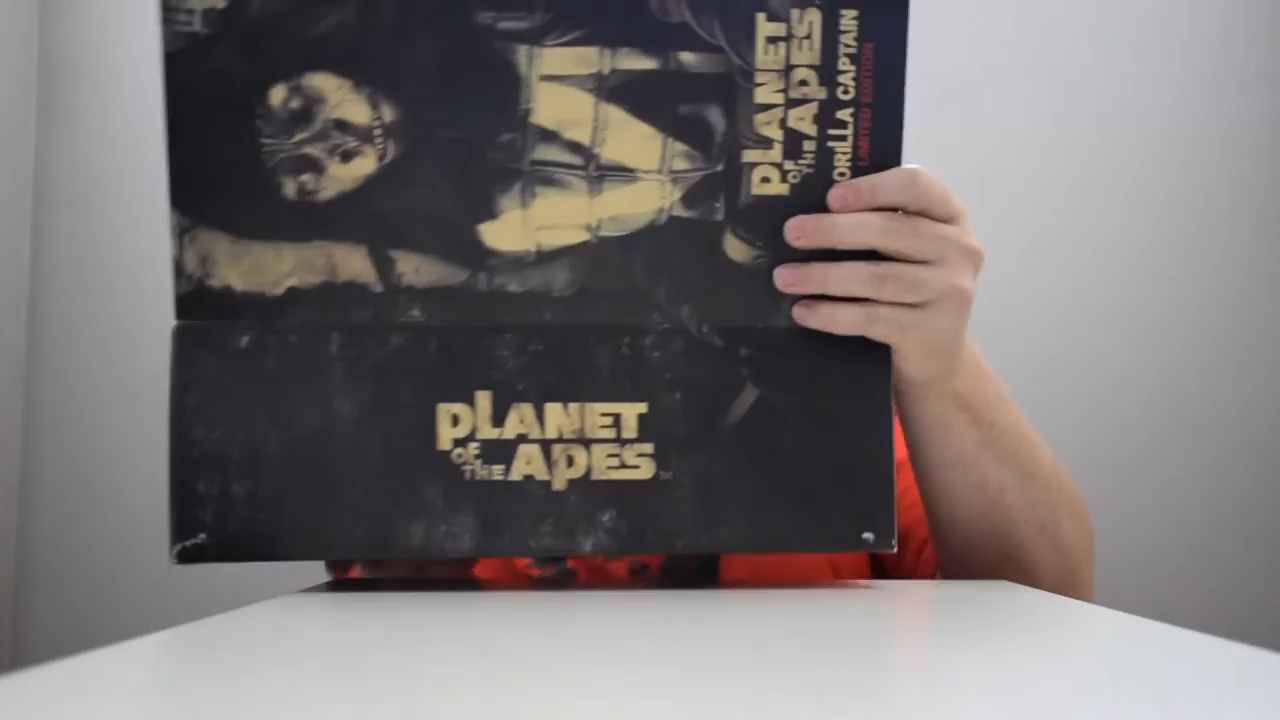 PLANET
OF THE APES
GORILLA CAPTAIN
LIMITED EDITION
PLANET
OF THE APES